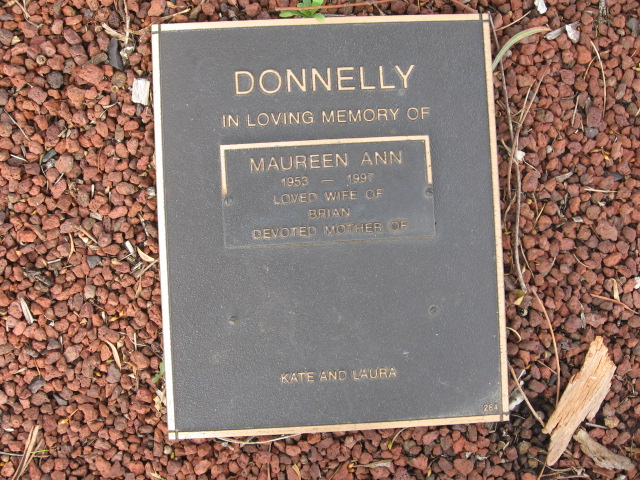 DONNELLY
IN LOVING MEMORY OF
MAUREEN ANN
1953 — 1997
LOVED WIFE OF
BRIAN
DEVOTED MOTHER OF
KATE AND LAURA
264